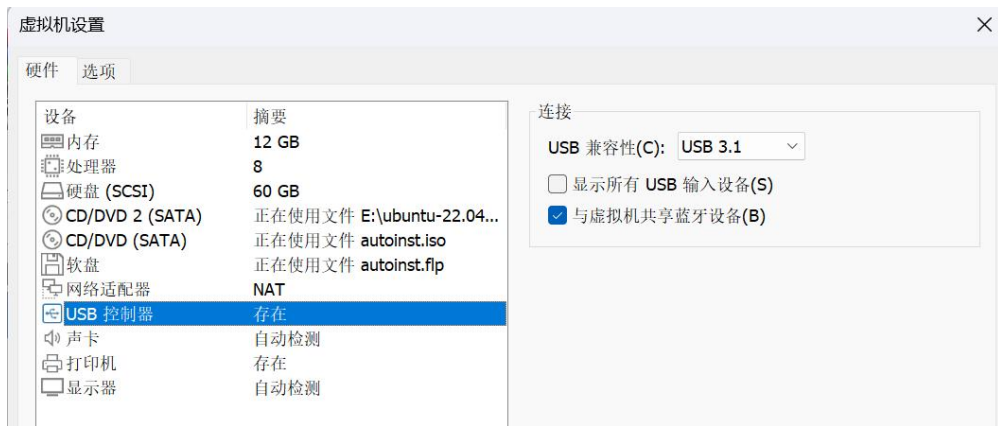 虚拟机设置
硬件 选项
设备 摘要
内存 12 GB
处理器 8
硬盘 (SCSI) 60 GB
CD/DVD 2 (SATA) 正在使用文件 E:\ubuntu-22.04...
CD/DVD (SATA) 正在使用文件 autoinst.iso
软盘 正在使用文件 autoinst.flp
网络适配器 NAT
USB 控制器 存在
声卡 自动检测
打印机 存在
显示器 自动检测
连接
USB 兼容性(C): USB 3.1
显示所有 USB 输入设备(S)
与虚拟机共享蓝牙设备(B)